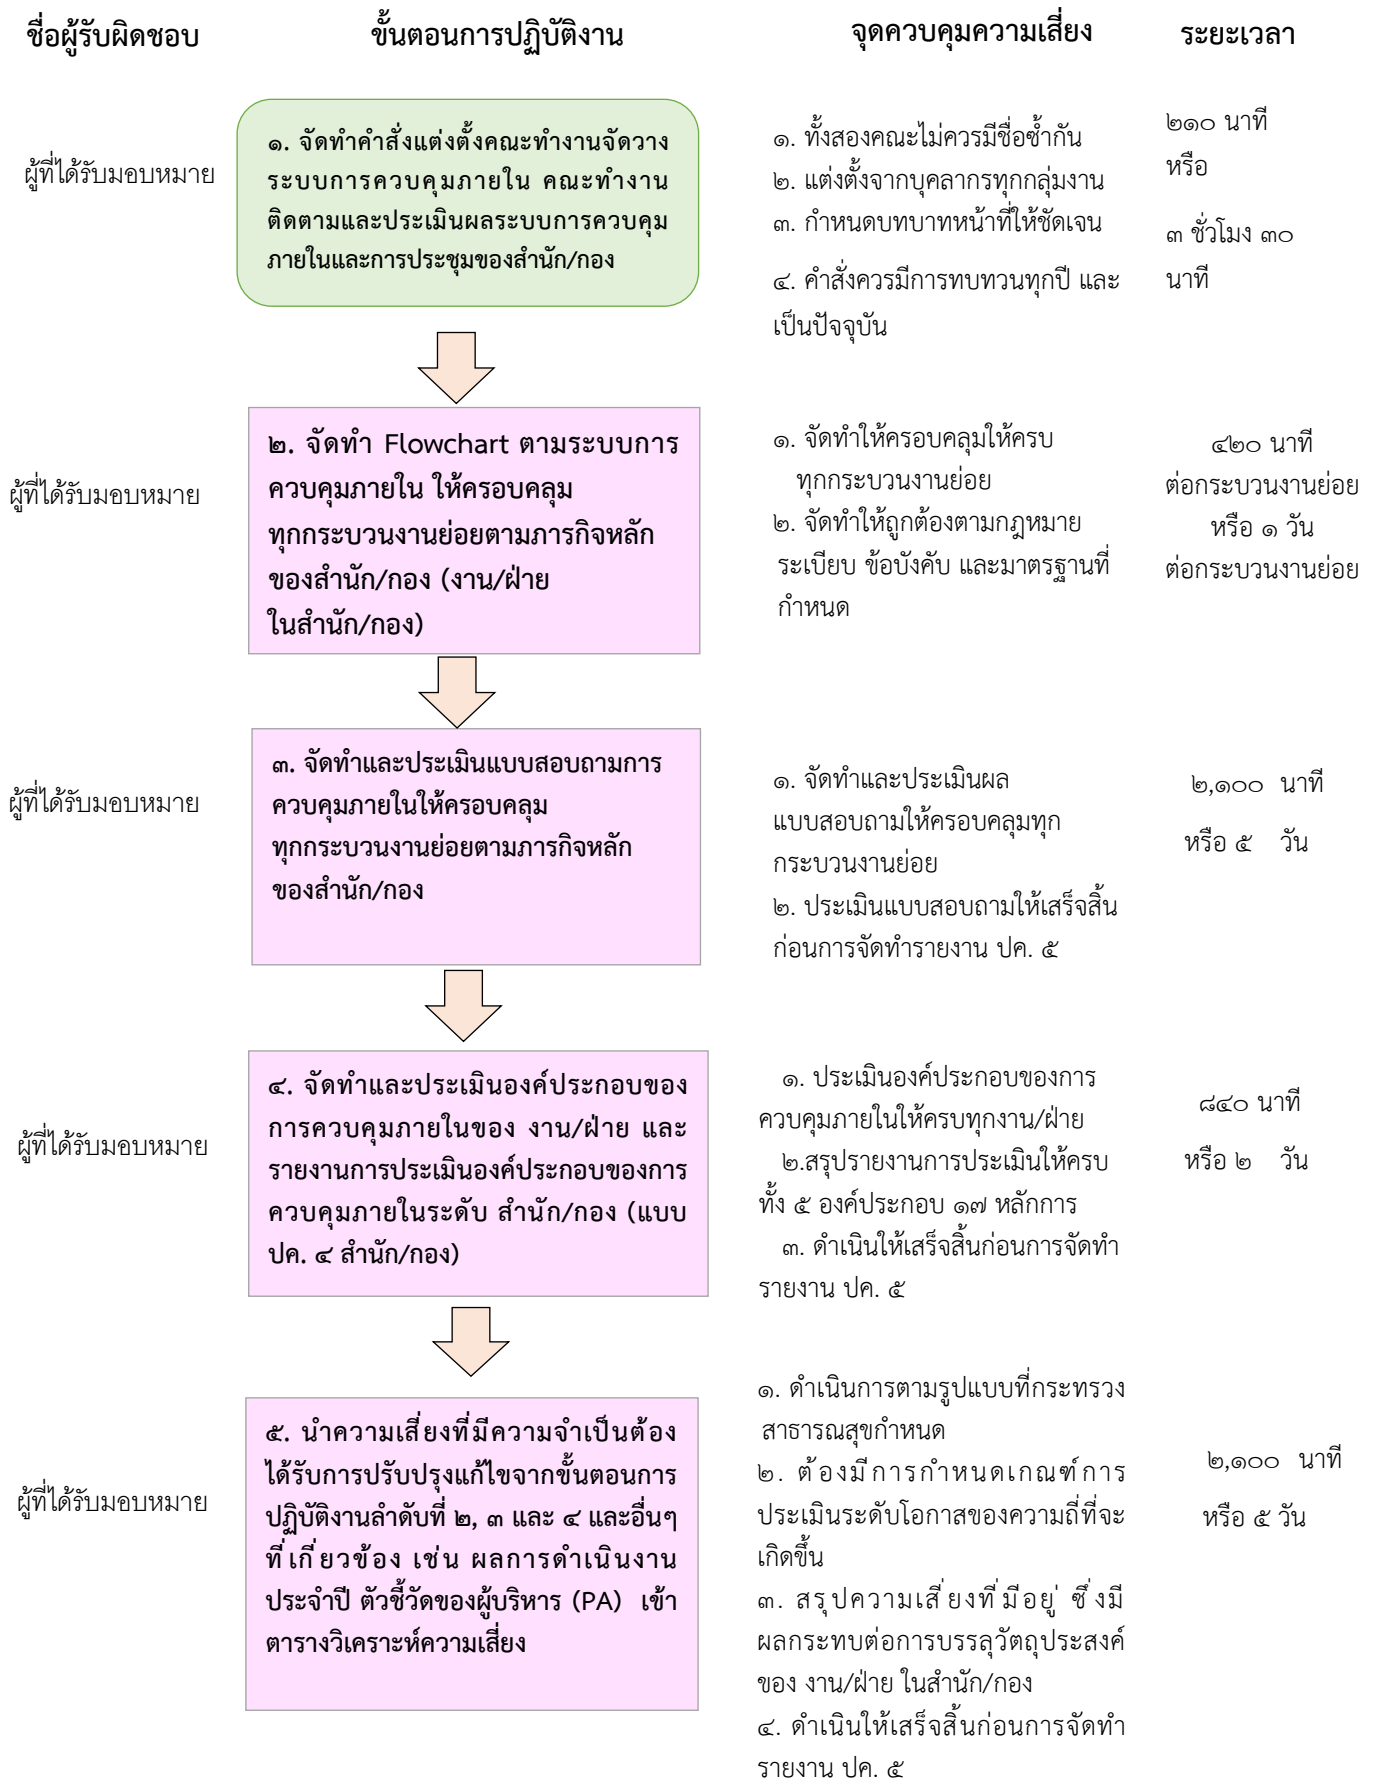 ชื่อผู้รับผิดชอบ
ขั้นตอนการปฏิบัติงาน
จุดควบคุมความเสี่ยง
ระยะเวลา
ผู้ที่ได้รับมอบหมาย
๑. จัดทำคำสั่งแต่งตั้งคณะทำงานจัดวาง
ระบบการควบคุมภายใน คณะทำงาน
ติดตามและประเมินผลระบบการควบคุม
ภายในและการประชุมของสำนัก/กอง
๑. ทั้งสองคณะไม่ควรมีชื่อซ้ำกัน
๒. แต่งตั้งจากบุคลากรทุกกลุ่มงาน
๓. กำหนดบทบาทหน้าที่ให้ชัดเจน
๔. คำสั่งควรมีการทบทวนทุกปี และ
เป็นปัจจุบัน
๒๑๐ นาที
หรือ
๓ ชั่วโมง ๓๐
นาที
ผู้ที่ได้รับมอบหมาย
๒. จัดทำ Flowchart ตามระบบการ
ควบคุมภายใน ให้ครอบคลุม
ทุกกระบวนงานย่อยตามภารกิจหลัก
ของสำนัก/กอง (งาน/ฝ่าย
ในสำนัก/กอง)
๑. จัดทำให้ครอบคลุมให้ครบ
ทุกกระบวนงานย่อย
๒. จัดทำให้ถูกต้องตามกฎหมาย
ระเบียบ ข้อบังคับ และมาตรฐานที่
กำหนด
๔๒๐ นาที
ต่อกระบวนงานย่อย
หรือ ๑ วัน
ต่อกระบวนงานย่อย
ผู้ที่ได้รับมอบหมาย
๓. จัดทำและประเมินแบบสอบถามการ
ควบคุมภายในให้ครอบคลุม
ทุกกระบวนงานย่อยตามภารกิจหลัก
ของสำนัก/กอง
๑. จัดทำและประเมินผล
แบบสอบถามให้ครอบคลุมทุก
กระบวนงานย่อย
๒. ประเมินแบบสอบถามให้เสร็จสิ้น
ก่อนการจัดทำรายงาน ปค. ๕
๒,๑๐๐ นาที
หรือ ๕ วัน
ผู้ที่ได้รับมอบหมาย
๔. จัดทำและประเมินองค์ประกอบของ
การควบคุมภายในของ งาน/ฝ่าย และ
รายงานการประเมินองค์ประกอบของการ
ควบคุมภายในระดับ สำนัก/กอง (แบบ
ปค. ๔ สำนัก/กอง)
๑. ประเมินองค์ประกอบของการ
ควบคุมภายในให้ครบทุกงาน/ฝ่าย
๒.สรุปรายงานการประเมินให้ครบ
ทั้ง ๕ องค์ประกอบ ๑๗ หลักการ
๓. ดำเนินให้เสร็จสิ้นก่อนการจัดทำ
รายงาน ปค. ๕
๘๔๐ นาที
หรือ ๒ วัน
ผู้ที่ได้รับมอบหมาย
๕. นำความเสี่ยงที่มีความจำเป็นต้อง
ได้รับการปรับปรุงแก้ไขจากขั้นตอนการ
ปฏิบัติงานลำดับที่ ๒, ๓ และ ๔ และอื่นๆ
ที่เกี่ยวข้อง เช่น ผลการดำเนินงาน
ประจำปี ตัวชี้วัดของผู้บริหาร (PA) เข้า
ตารางวิเคราะห์ความเสี่ยง
๑. ดำเนินการตามรูปแบบที่กระทรวง
สาธารณสุขกำหนด
๒. ต้องมีการกำหนดเกณฑ์การ
ประเมินระดับโอกาสของความถี่ที่จะ
เกิดขึ้น
๓. สรุปความเสี่ยงที่มีอยู่ ซึ่งมี
ผลกระทบต่อการบรรลุวัตถุประสงค์
ของ งาน/ฝ่าย ในสำนัก/กอง
๔. ดำเนินให้เสร็จสิ้นก่อนการจัดทำ
รายงาน ปค. ๕
๒,๑๐๐ นาที
หรือ ๕ วัน